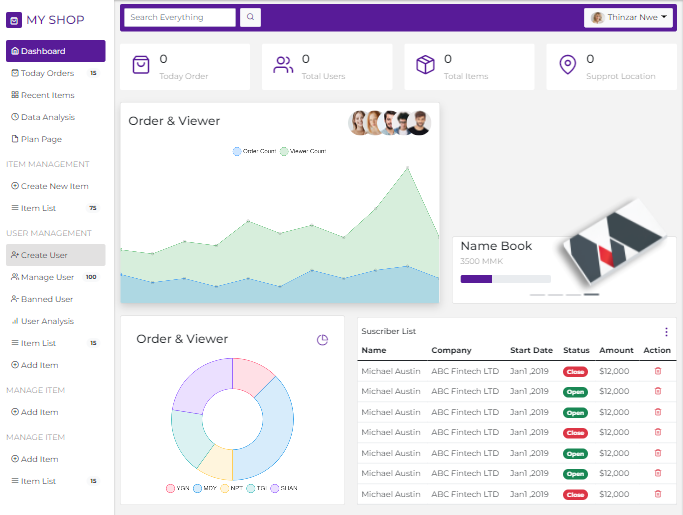 MY SHOP
Dashboard
Today Orders 15
Recent Items
Data Analysis
Plan Page
ITEM MANAGEMENT
Create New Item
Item List 75
USER MANAGEMENT
Create User
Manage User 100
Banned User
User Analysis
Item List 15
Add Item
MANAGE ITEM
Add Item
MANAGE ITEM
Add Item
Item List 15
Search Everything
Thinzar Nwe
0
Today Order
0
Total Users
0
Total Items
0
Supprot Location
Order & Viewer
Order Count Viewer Count
Name Book
3500 MMK
Order & Viewer
YGN MDY NPT TGI SHAN
Suscriber List
Name Company Start Date Status Amount Action
Michael Austin ABC Fintech LTD Jan1 ,2019 Close $12,000
Michael Austin ABC Fintech LTD Jan1 ,2019 Open $12,000
Michael Austin ABC Fintech LTD Jan1 ,2019 Open $12,000
Michael Austin ABC Fintech LTD Jan1 ,2019 Close $12,000
Michael Austin ABC Fintech LTD Jan1 ,2019 Open $12,000
Michael Austin ABC Fintech LTD Jan1 ,2019 Open $12,000
Michael Austin ABC Fintech LTD Jan1 ,2019 Close $12,000